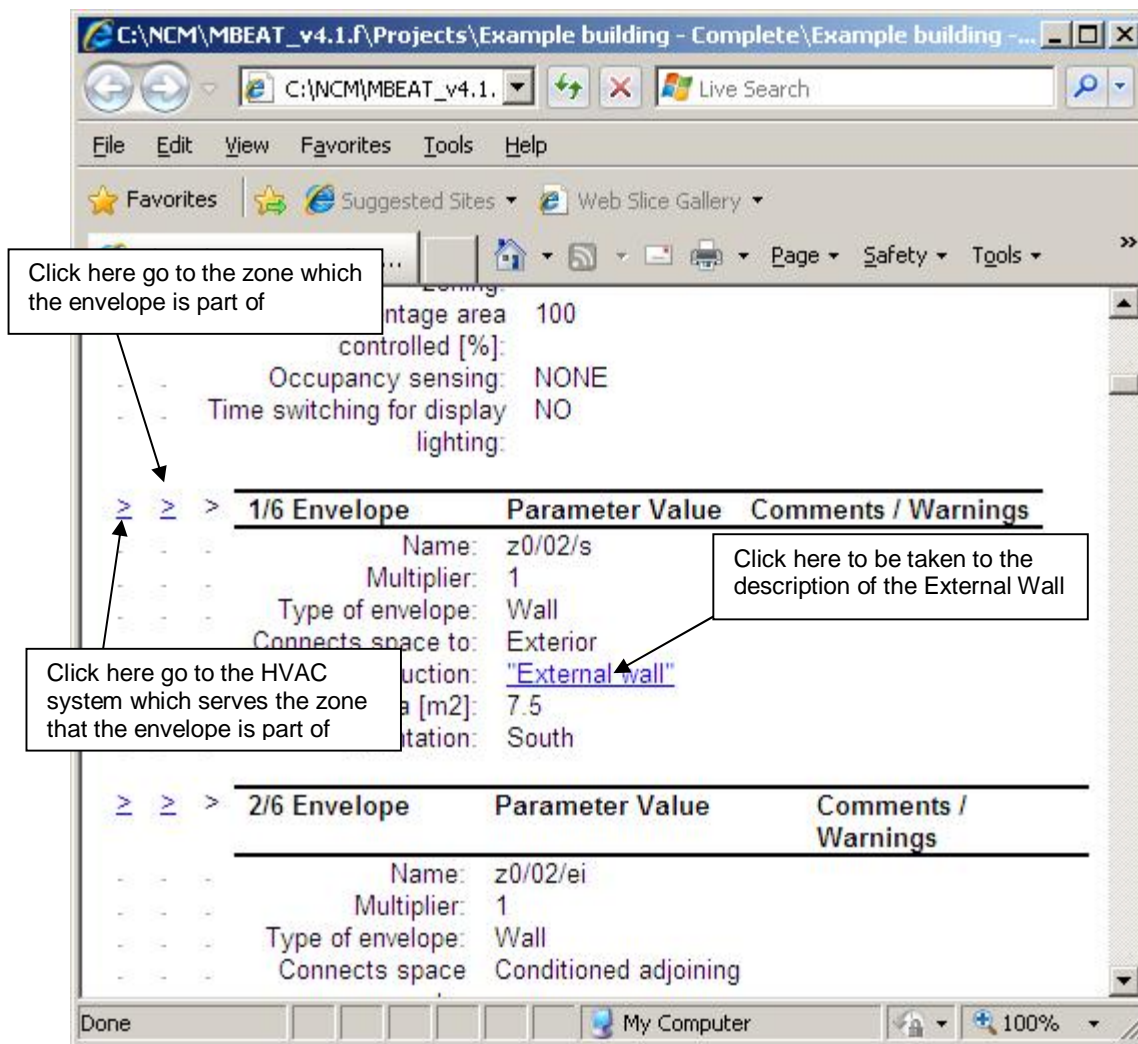 C:\NCM\MBEAT_v4.1.f\Projects\Example building - Complete\Example building -...
C:\NCM\MBEAT_v4.1.
Live Search
File Edit View Favorites Tools Help
Favorites Suggested Sites Web Slice Gallery
... Page Safety Tools »
Click here go to the zone which
the envelope is part of
ntage area 100
controlled [%]:
Occupancy sensing: NONE
Time switching for display NO
lighting:
> > > 1/6 Envelope Parameter Value Comments / Warnings
Name: z0/02/s
Multiplier: 1
Type of envelope: Wall
Connects space to: Exterior
uction: "External wall"
a [m2]: 7.5
ntation: South
Click here to be taken to the
description of the External Wall
Click here go to the HVAC
system which serves the zone
that the envelope is part of
> > > 2/6 Envelope Parameter Value Comments /
Warnings
Name: z0/02/ei
Multiplier: 1
Type of envelope: Wall
Connects space Conditioned adjoining
Done My Computer 100%